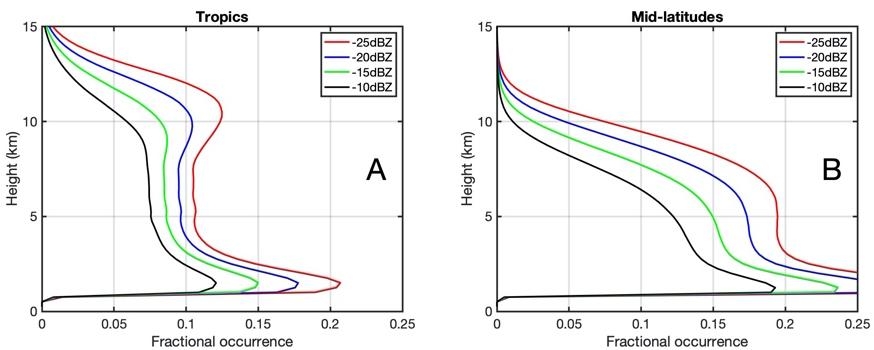 Tropics
15
10
5
0
Height (km)
-25dBZ
-20dBZ
-15dBZ
-10dBZ
A
0
0.05
0.1
0.15
0.2
0.25
Fractional occurrence
Mid-latitudes
15
10
5
0
Height (km)
-25dBZ
-20dBZ
-15dBZ
-10dBZ
B
0
0.05
0.1
0.15
0.2
0.25
Fractional occurrence